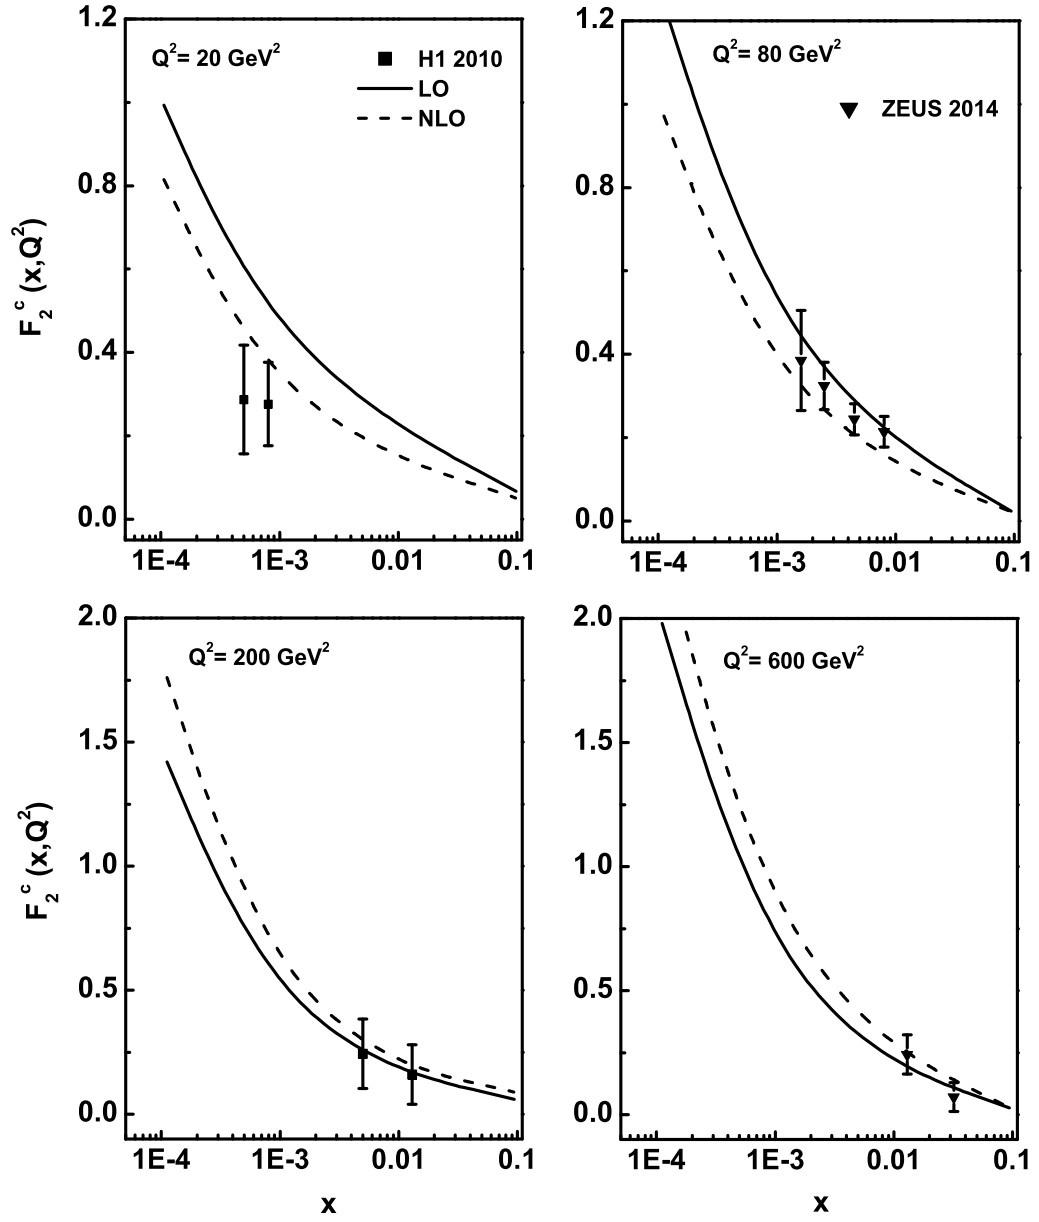 1.2
0.8
0.4
0.0
Q²= 20 GeV²
H1 2010
LO
NLO
F₂ᶜ (x,Q²)
1E-4 1E-3 0.01 0.1
1.2
0.8
0.4
0.0
Q²= 80 GeV²
ZEUS 2014
1E-4 1E-3 0.01 0.1
2.0
1.5
1.0
0.5
0.0
Q²= 200 GeV²
F₂ᶜ (x,Q²)
1E-4 1E-3 0.01 0.1
x
2.0
1.5
1.0
0.5
0.0
Q²= 600 GeV²
1E-4 1E-3 0.01 0.1
x